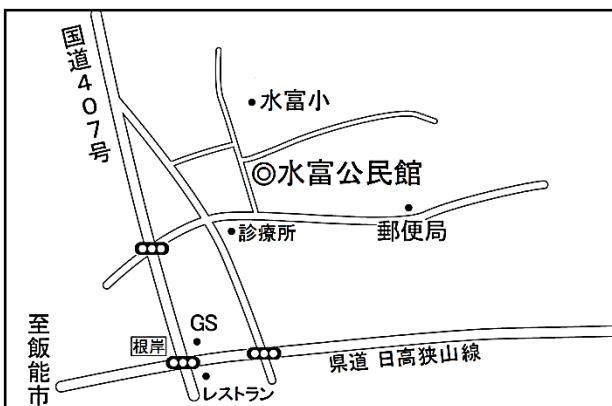 国道407号
水富小
水富公民館
郵便局
診療所
GS
根岸
至飯能市
県道 日高狭山線
レストラン